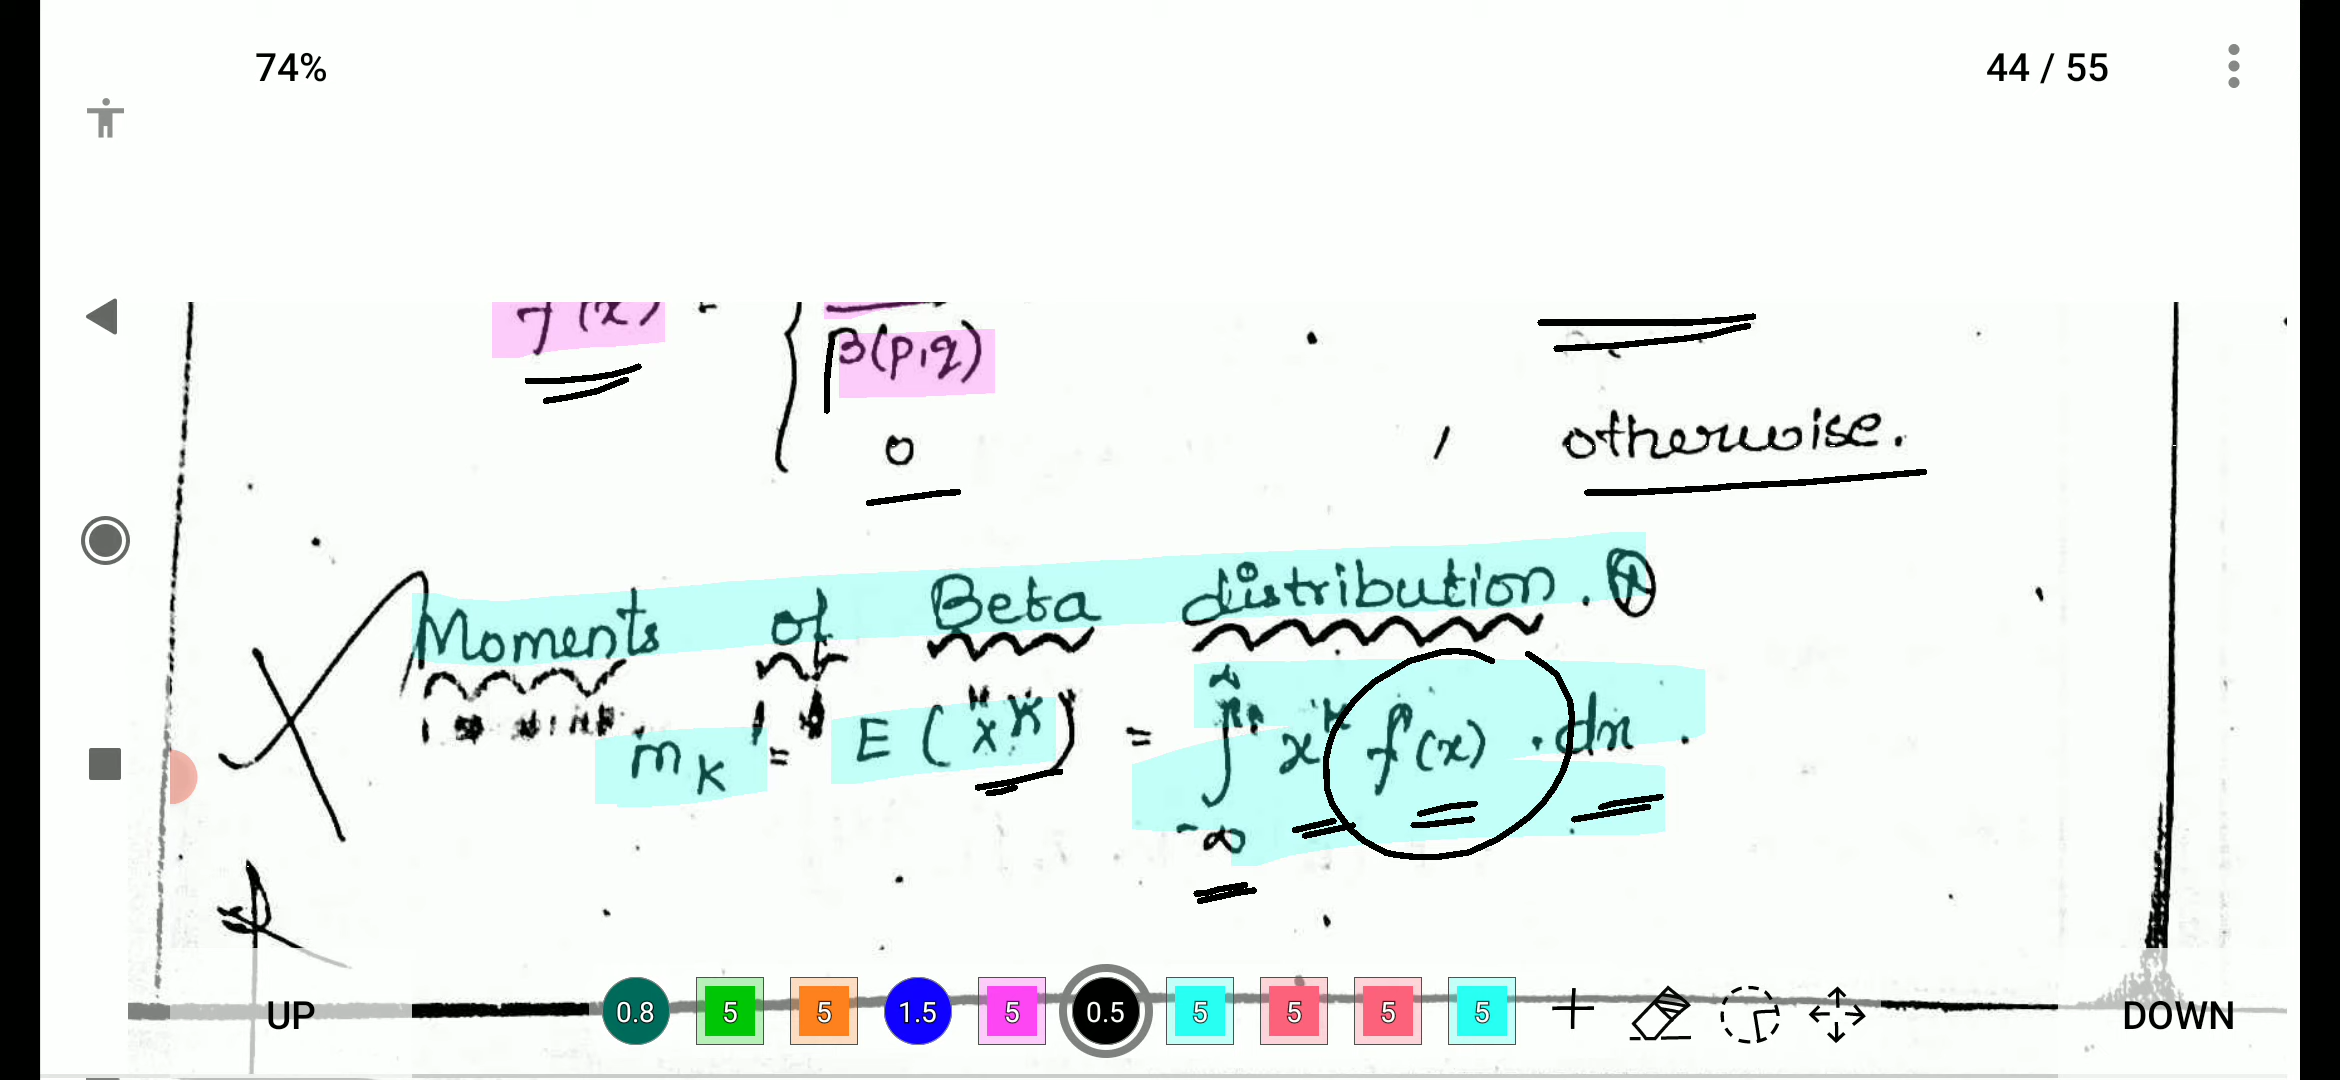 74% 44 / 55
f(x) =
B(p,q)
0 , otherwise.
Moments of Beta distribution.
m_K = E(X^K) = ∫_{-∞}^{∞} x^K f(x) . dx .
UP 0.8 5 5 1.5 5 0.5 5 5 5 5 DOWN